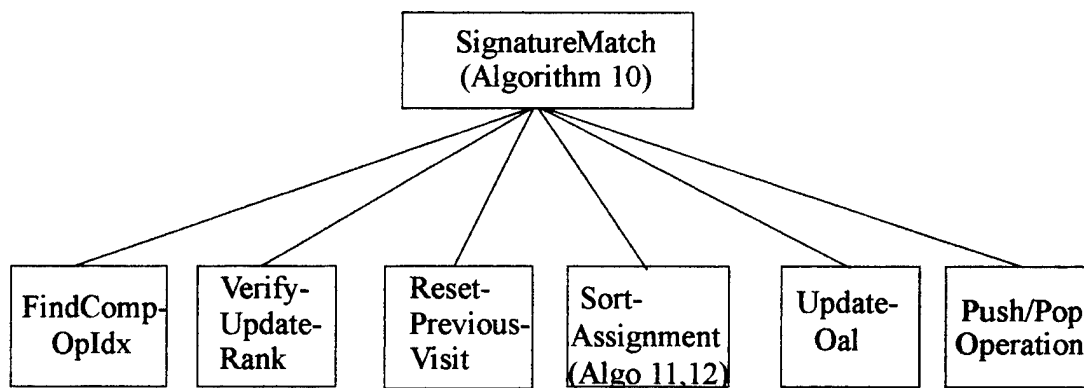 SignatureMatch
(Algorithm 10)
FindComp-
OpIdx
Verify-
Update-
Rank
Reset-
Previous-
Visit
Sort-
Assignment
(Algo 11,12)
Update-
Oal
Push/Pop
Operation